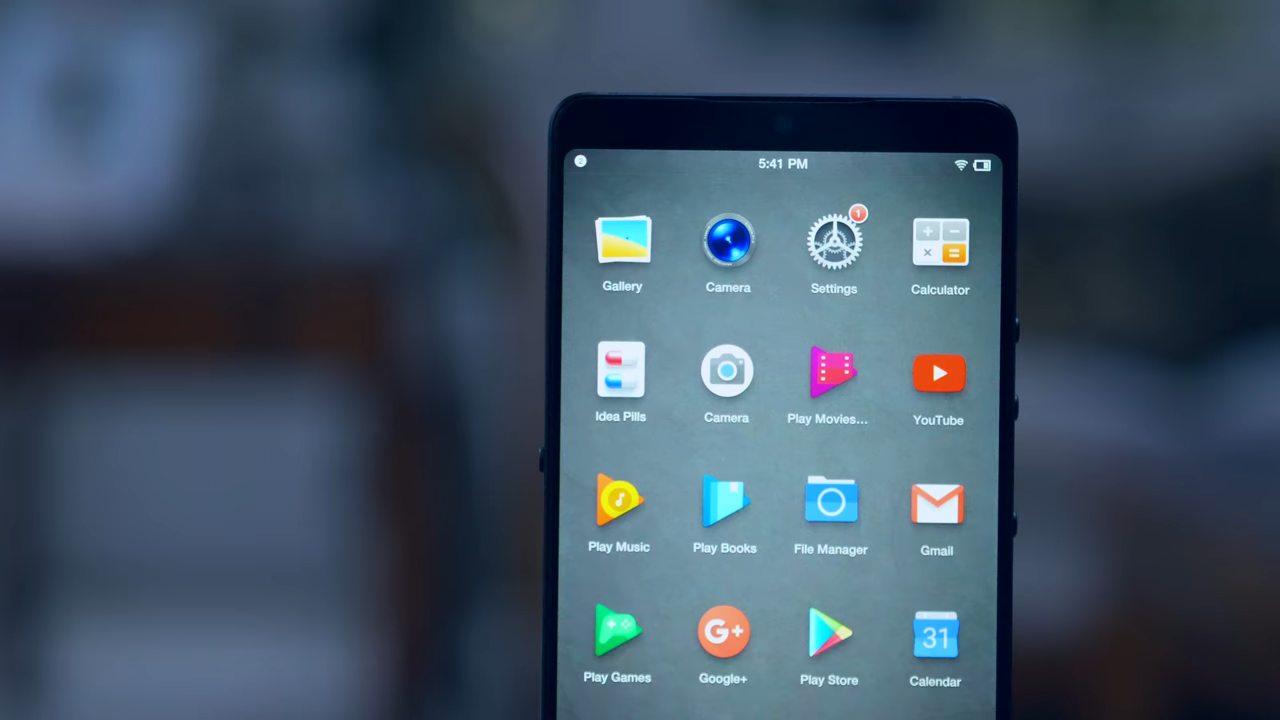 5:41 PM
1
Gallery
Camera
Settings
Calculator
Idea Pills
Camera
Play Movies...
YouTube
Play Music
Play Books
File Manager
Gmail
G+
31
Play Games
Google+
Play Store
Calendar